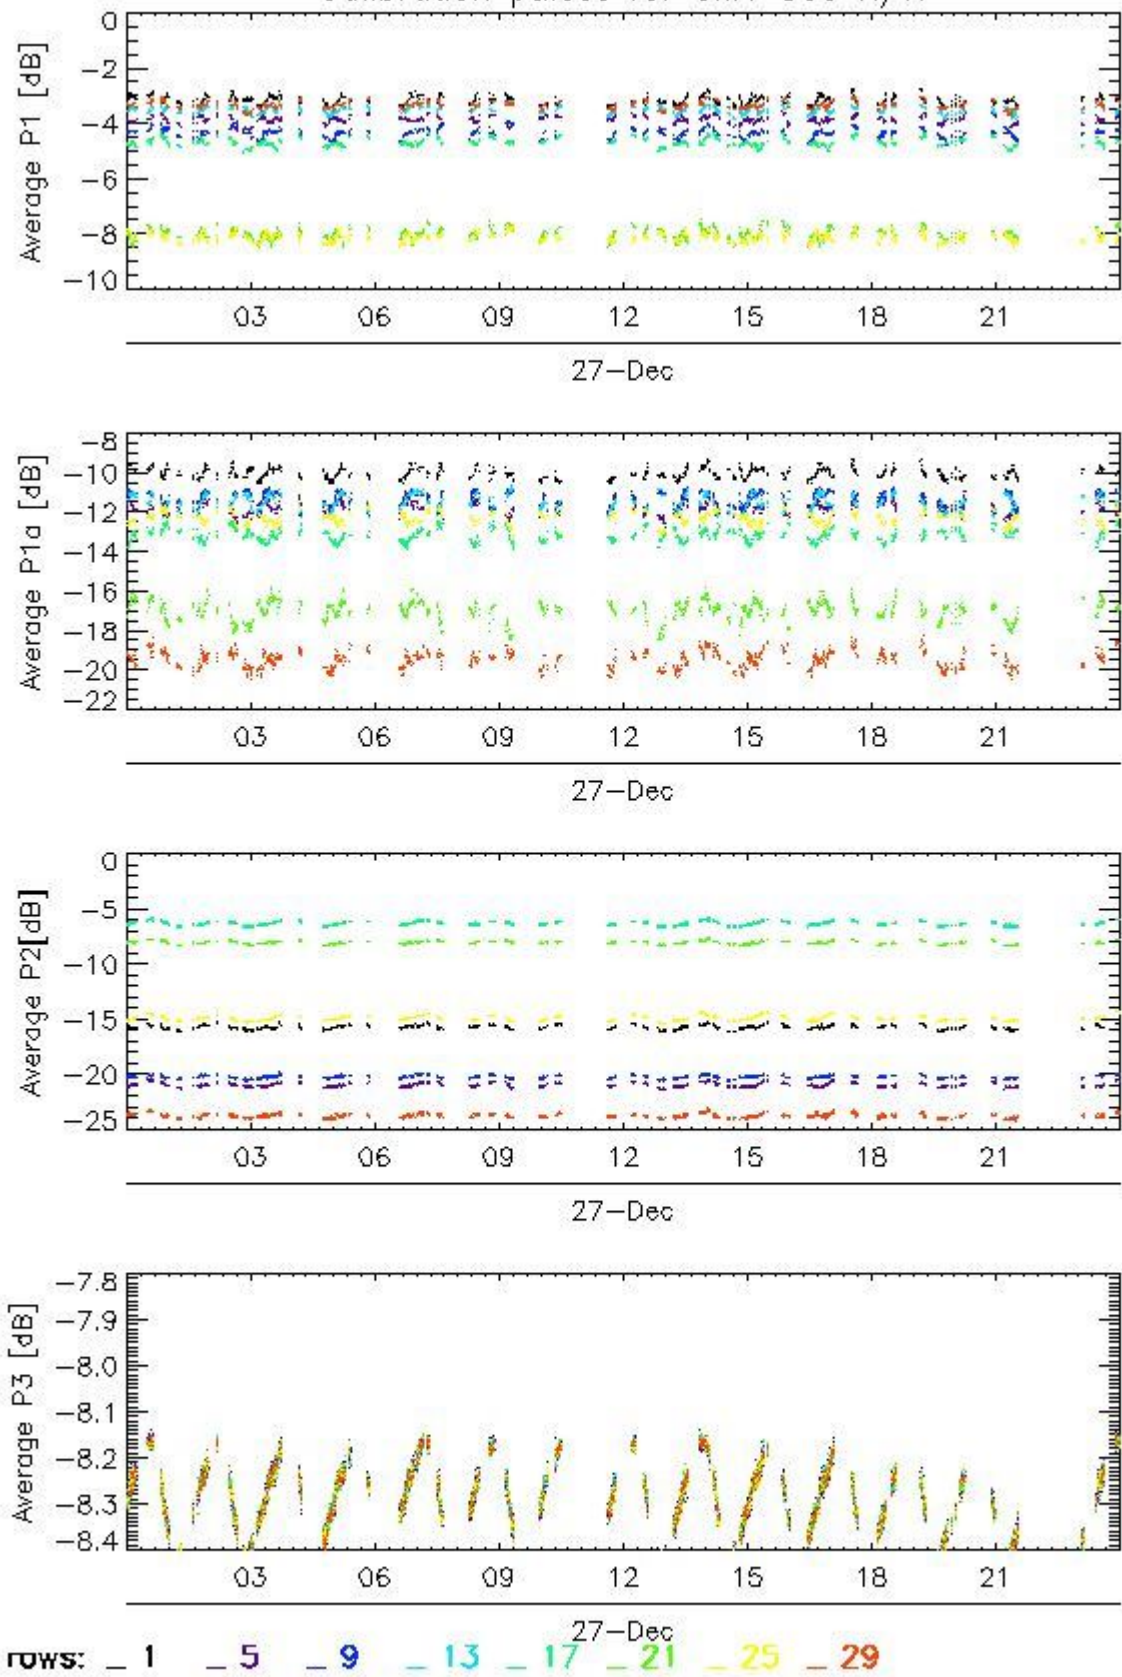 0
−2
−4
−6
−8
−10
Average P1 [dB]
03 06 09 12 15 18 21
27−Dec
−8
−10
−12
−14
−16
−18
−20
−22
Average P1a [dB]
03 06 09 12 15 18 21
27−Dec
0
−5
−10
−15
−20
−25
Average P2[dB]
03 06 09 12 15 18 21
27−Dec
−7.8
−7.9
−8.0
−8.1
−8.2
−8.3
−8.4
Average P3 [dB]
03 06 09 12 15 18 21
27−Dec
rows: _ 1 _ 5 _ 9 _ 13 _ 17 _ 21 _ 25 _ 29